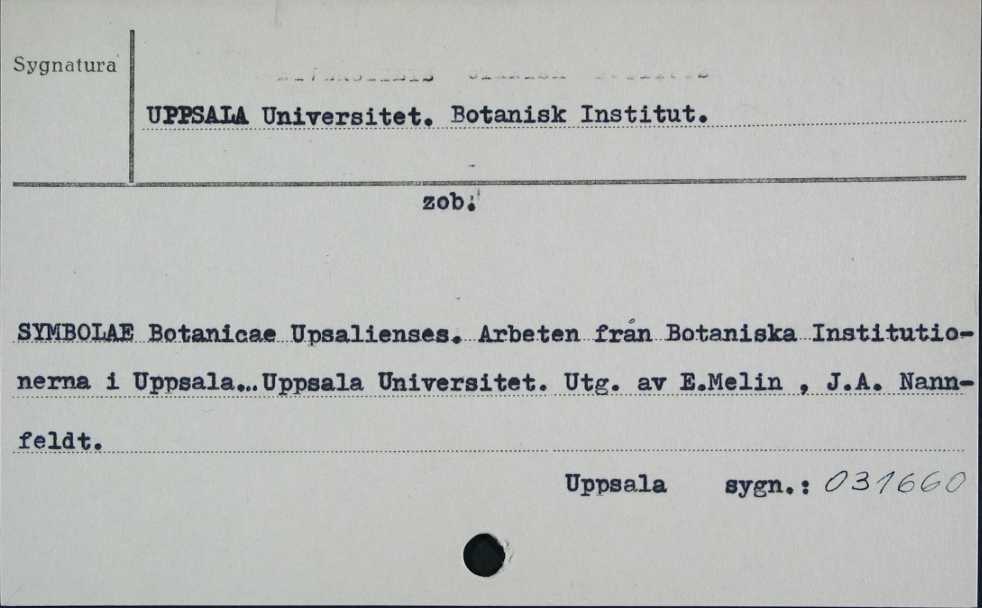 Sygnatura
UPPSALA Universitet. Botanisk Institut.
zob.
SYMBOLAE Botanicae Upsalienses. Arbeten från Botaniska Institutio-
nerna i Uppsala. Uppsala Universitet. Utg. av E.Melin , J.A. Nann-
feldt.
Uppsala sygn.: 031660